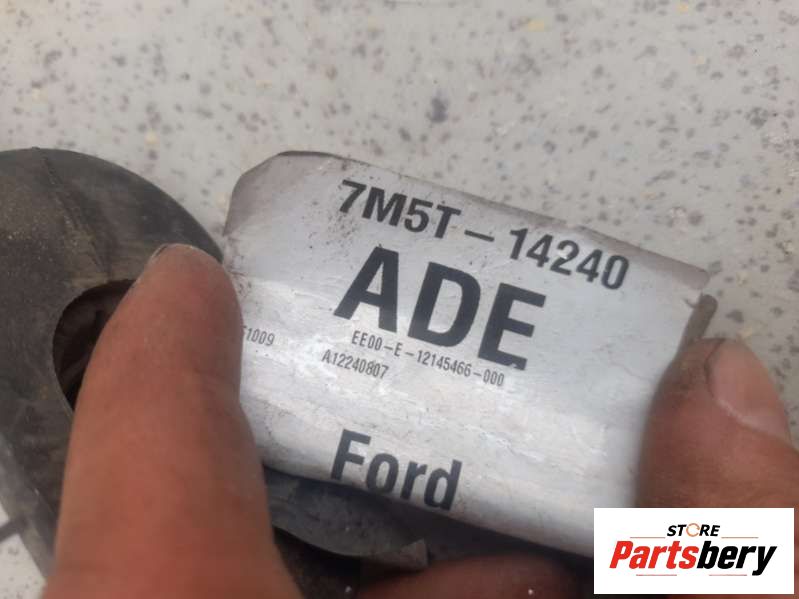 7M5T-14240
ADE
EE00-E-12145466-000
A12240807
Ford
STORE
Partsbery